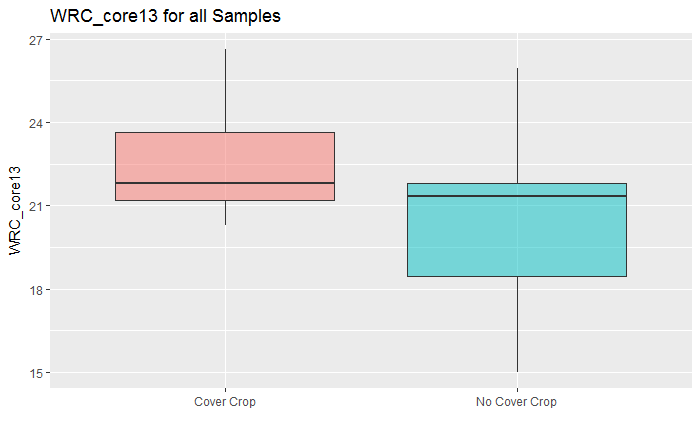 WRC_core13 for all Samples
WRC_core13
27
24
21
18
15
Cover Crop
No Cover Crop